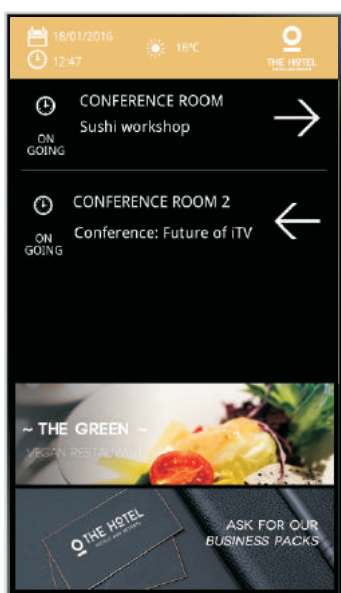 18/01/2016
12:47
16ºC
THE HOTEL
CONFERENCE ROOM
Sushi workshop
ON
GOING
CONFERENCE ROOM 2
Conference: Future of iTV
ON
GOING
~ THE GREEN ~
VEGAN RESTAURANT
THE HOTEL
ASK FOR OUR
BUSINESS PACKS